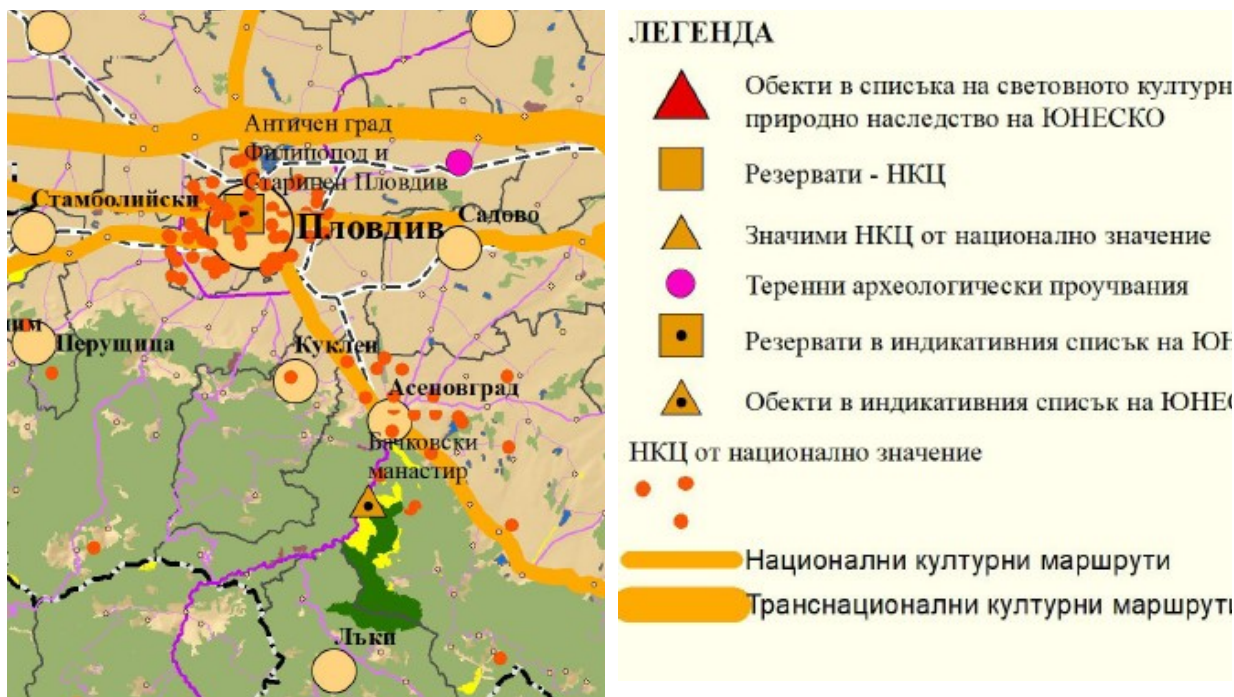 Античен град
Филипопол и
Старинен Пловдив
Стамболийски
Пловдив
Садово
Перущица
Куклен
Асеновград
Бачковски
манастир
Лъки
ЛЕГЕНДА
Обекти в списъка на световното културн
природно наследство на ЮНЕСКО
Резервати - НКЦ
Значими НКЦ от национално значение
Теренни археологически проучвания
Резервати в индикативния списък на ЮН
Обекти в индикативния списък на ЮНЕС
НКЦ от национално значение
Национални културни маршрути
Транснационални културни маршрути